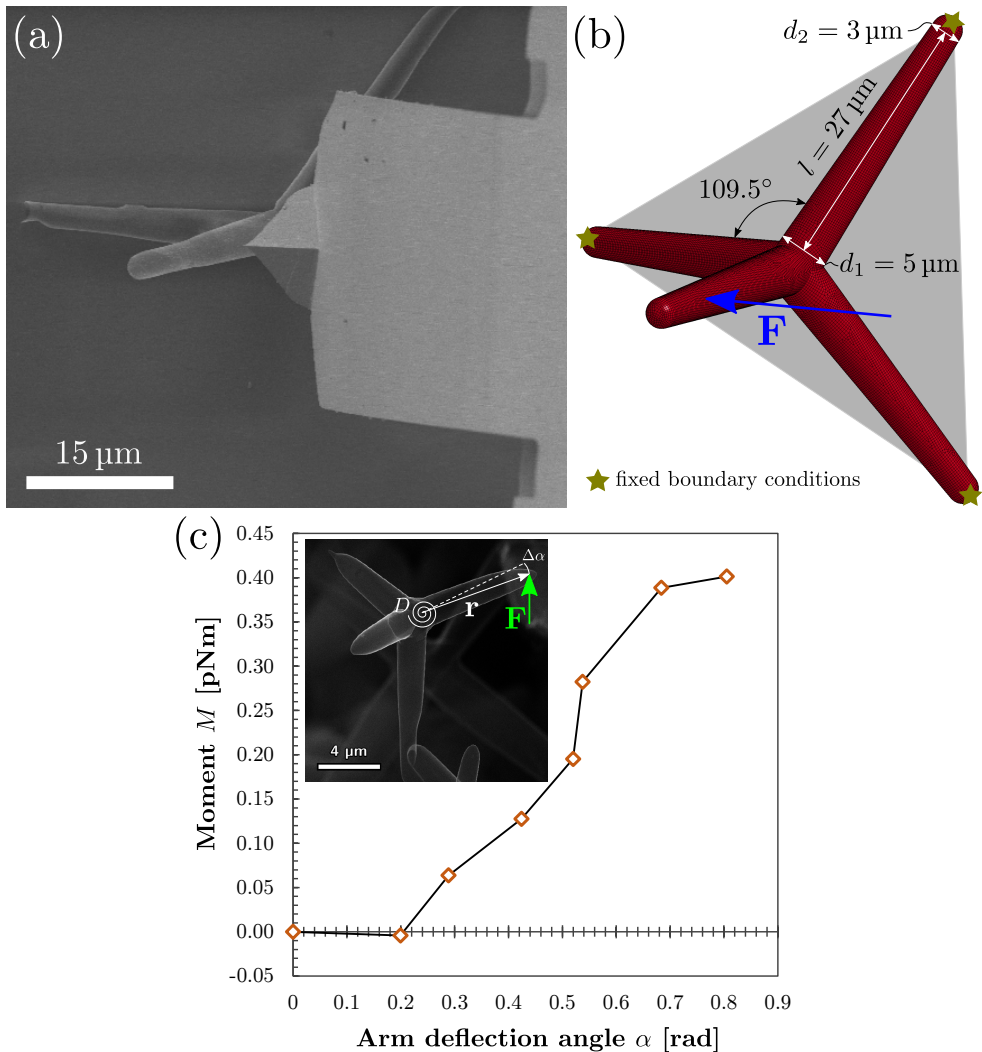 (a)
15 µm
(b)
d₂ = 3 µm
l = 27 µm
109.5°
d₁ = 5 µm
F
fixed boundary conditions
(c)
0.45
0.40
0.35
0.30
0.25
0.20
0.15
0.10
0.05
0.00
-0.05
Moment M [pNm]
Δα
D
r
F
4 µm
0 0.1 0.2 0.3 0.4 0.5 0.6 0.7 0.8 0.9
Arm deflection angle α [rad]